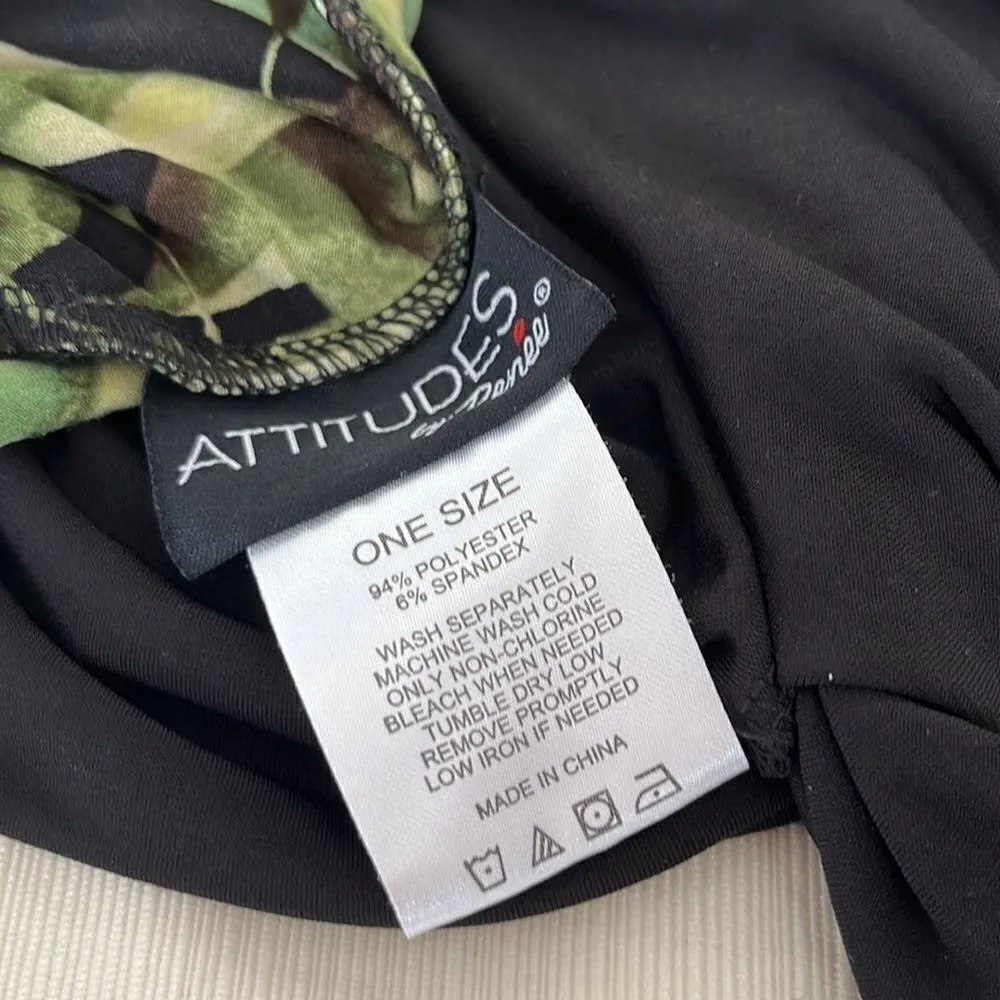 ATTITUDES
by Renée ®
ONE SIZE
94% POLYESTER
6% SPANDEX
WASH SEPARATELY
MACHINE WASH COLD
ONLY NON-CHLORINE
BLEACH WHEN NEEDED
TUMBLE DRY LOW
REMOVE PROMPTLY
LOW IRON IF NEEDED
MADE IN CHINA